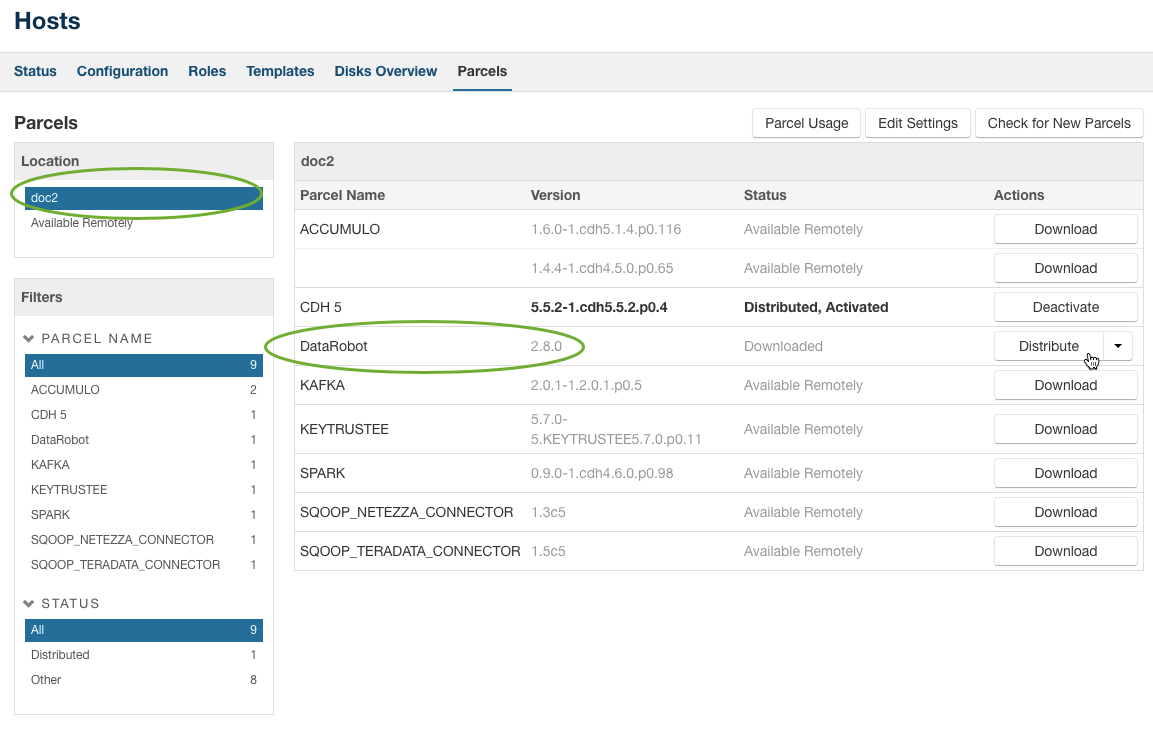 Hosts
Status Configuration Roles Templates Disks Overview Parcels
Parcels
Parcel Usage Edit Settings Check for New Parcels
Location
doc2
Available Remotely
Filters
PARCEL NAME
All 9
ACCUMULO 2
CDH 5 1
DataRobot 1
KAFKA 1
KEYTRUSTEE 1
SPARK 1
SQOOP_NETEZZA_CONNECTOR 1
SQOOP_TERADATA_CONNECTOR 1
STATUS
All 9
Distributed 1
Other 8
doc2
Parcel Name Version Status Actions
ACCUMULO 1.6.0-1.cdh5.1.4.p0.116 Available Remotely Download
1.4.4-1.cdh4.5.0.p0.65 Available Remotely Download
CDH 5 5.5.2-1.cdh5.5.2.p0.4 Distributed, Activated Deactivate
DataRobot 2.8.0 Downloaded Distribute
KAFKA 2.0.1-1.2.0.1.p0.5 Available Remotely Download
5.7.0-
KEYTRUSTEE Available Remotely Download
5.KEYTRUSTEE5.7.0.p0.11
SPARK 0.9.0-1.cdh4.6.0.p0.98 Available Remotely Download
SQOOP_NETEZZA_CONNECTOR 1.3c5 Available Remotely Download
SQOOP_TERADATA_CONNECTOR 1.5c5 Available Remotely Download